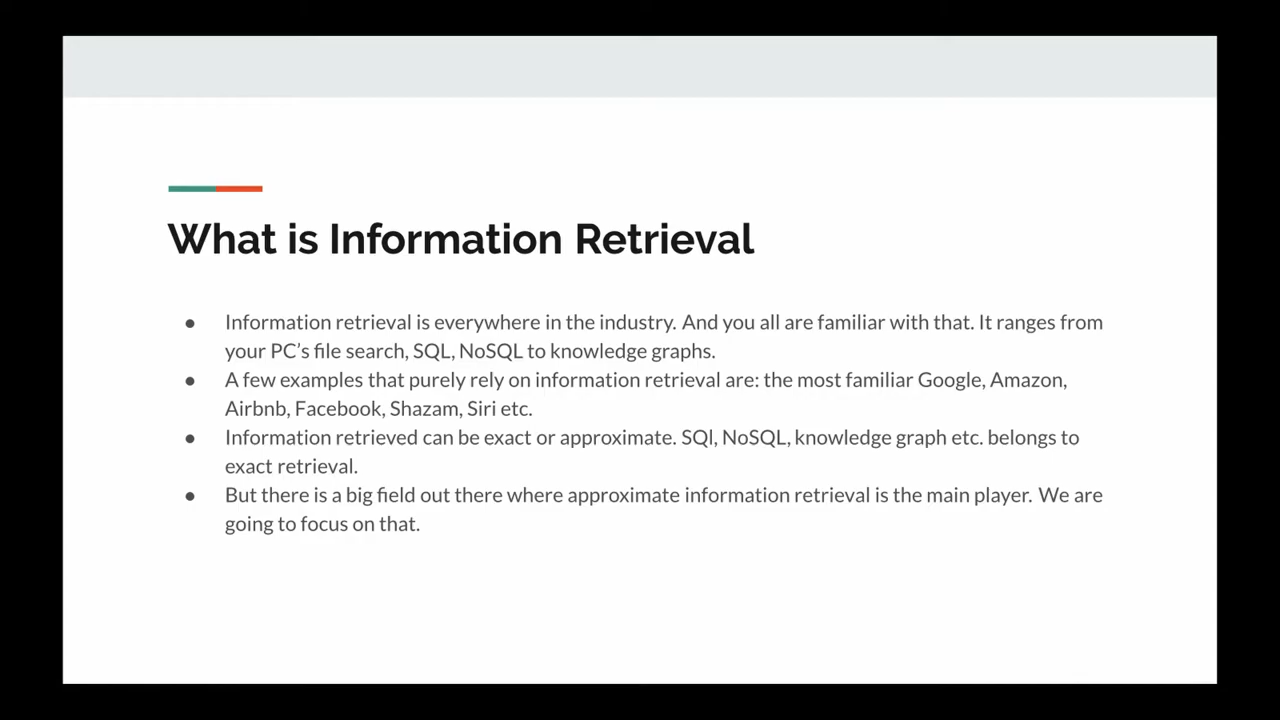 What is Information Retrieval
● Information retrieval is everywhere in the industry. And you all are familiar with that. It ranges from
your PC’s file search, SQL, NoSQL to knowledge graphs.
● A few examples that purely rely on information retrieval are: the most familiar Google, Amazon,
Airbnb, Facebook, Shazam, Siri etc.
● Information retrieved can be exact or approximate. SQl, NoSQL, knowledge graph etc. belongs to
exact retrieval.
● But there is a big field out there where approximate information retrieval is the main player. We are
going to focus on that.